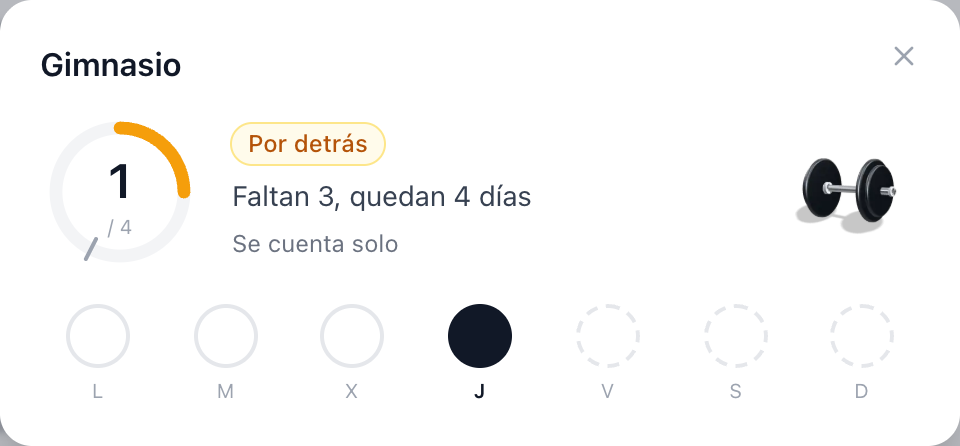 Gimnasio
1
/ 4
Por detrás
Faltan 3, quedan 4 días
Se cuenta solo
L M X J V S D